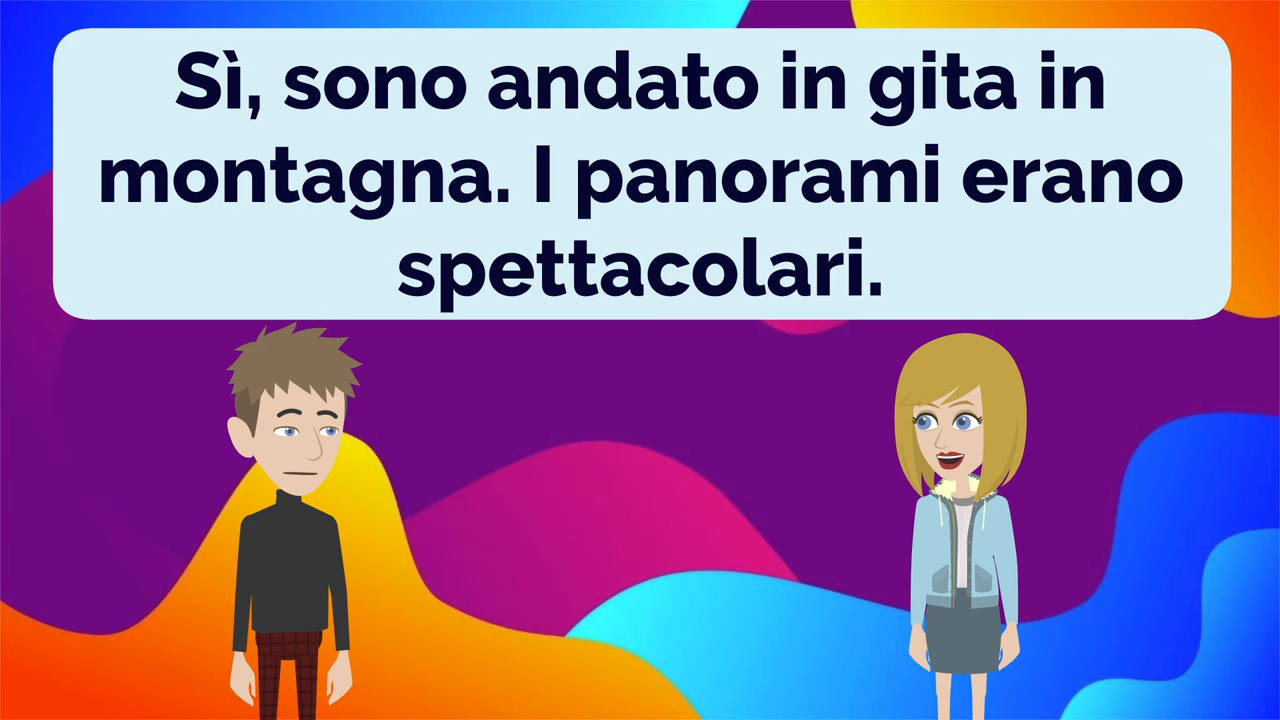 Sì, sono andato in gita in
montagna. I panorami erano
spettacolari.